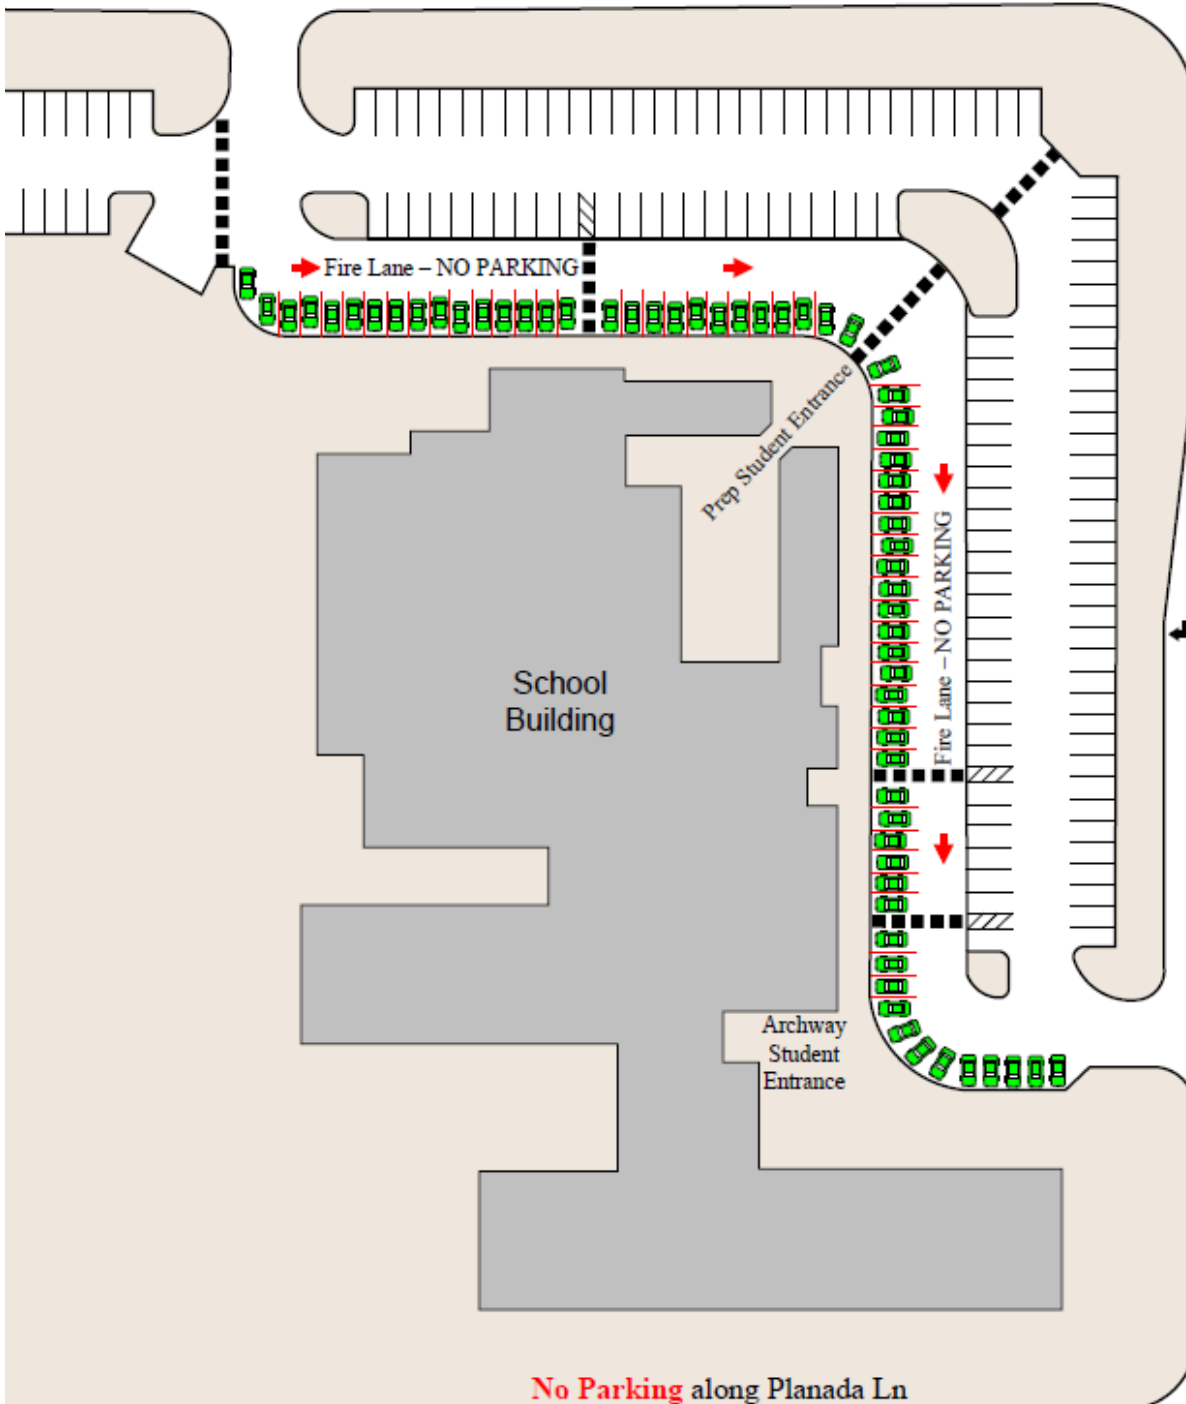 Fire Lane – NO PARKING
Prep Student Entrance
Fire Lane – NO PARKING
School
Building
Archway
Student
Entrance
No Parking along Planada Ln